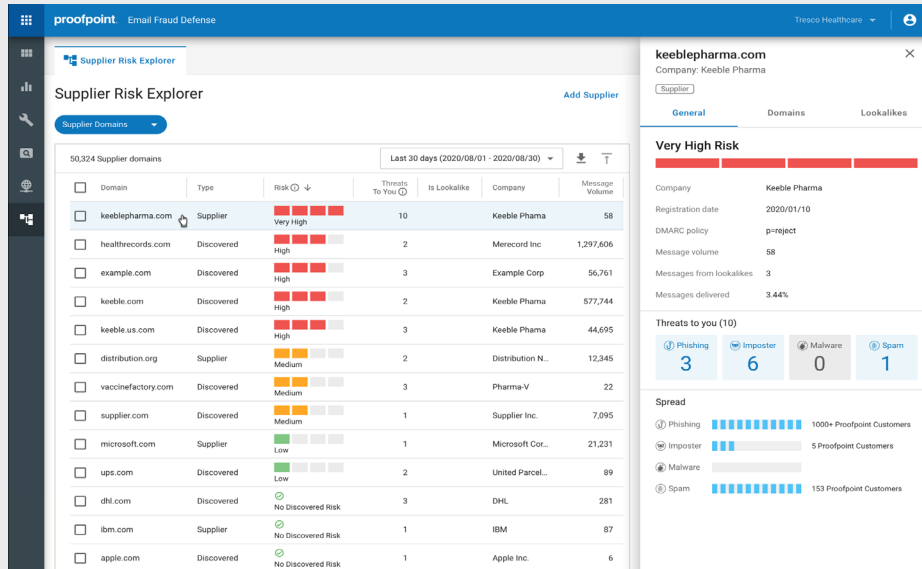 proofpoint. Email Fraud Defense
Tresco Healthcare
Supplier Risk Explorer
Supplier Risk Explorer
Add Supplier
Supplier Domains
50,324 Supplier domains
Last 30 days (2020/08/01 - 2020/08/30)
Domain Type Risk Threats To You Is Lookalike Company Message Volume
keeblepharma.com Supplier Very High 10 Keeble Phama 58
healthrecords.com Discovered High 2 Merecord Inc 1,297,606
example.com Discovered High 3 Example Corp 56,761
keeble.com Discovered High 2 Keeble Phama 577,744
keeble.us.com Discovered High 3 Keeble Phama 44,695
distribution.org Supplier Medium 2 Distribution N... 12,345
vaccinefactory.com Discovered Medium 3 Pharma-V 22
supplier.com Discovered Medium 1 Supplier Inc. 7,095
microsoft.com Supplier Low 1 Microsoft Cor... 21,231
ups.com Discovered Low 2 United Parcel... 89
dhl.com Discovered No Discovered Risk 3 DHL 281
ibm.com Supplier No Discovered Risk 1 IBM 87
apple.com Discovered No Discovered Risk 1 Apple Inc. 6
keeblepharma.com
Company: Keeble Pharma
Supplier
General Domains Lookalikes
Very High Risk
Company Keeble Pharma
Registration date 2020/01/10
DMARC policy p=reject
Message volume 58
Messages from lookalikes 3
Messages delivered 3.44%
Threats to you (10)
Phishing Imposter Malware Spam
3 6 0 1
Spread
Phishing 1000+ Proofpoint Customers
Imposter 5 Proofpoint Customers
Malware
Spam 153 Proofpoint Customers